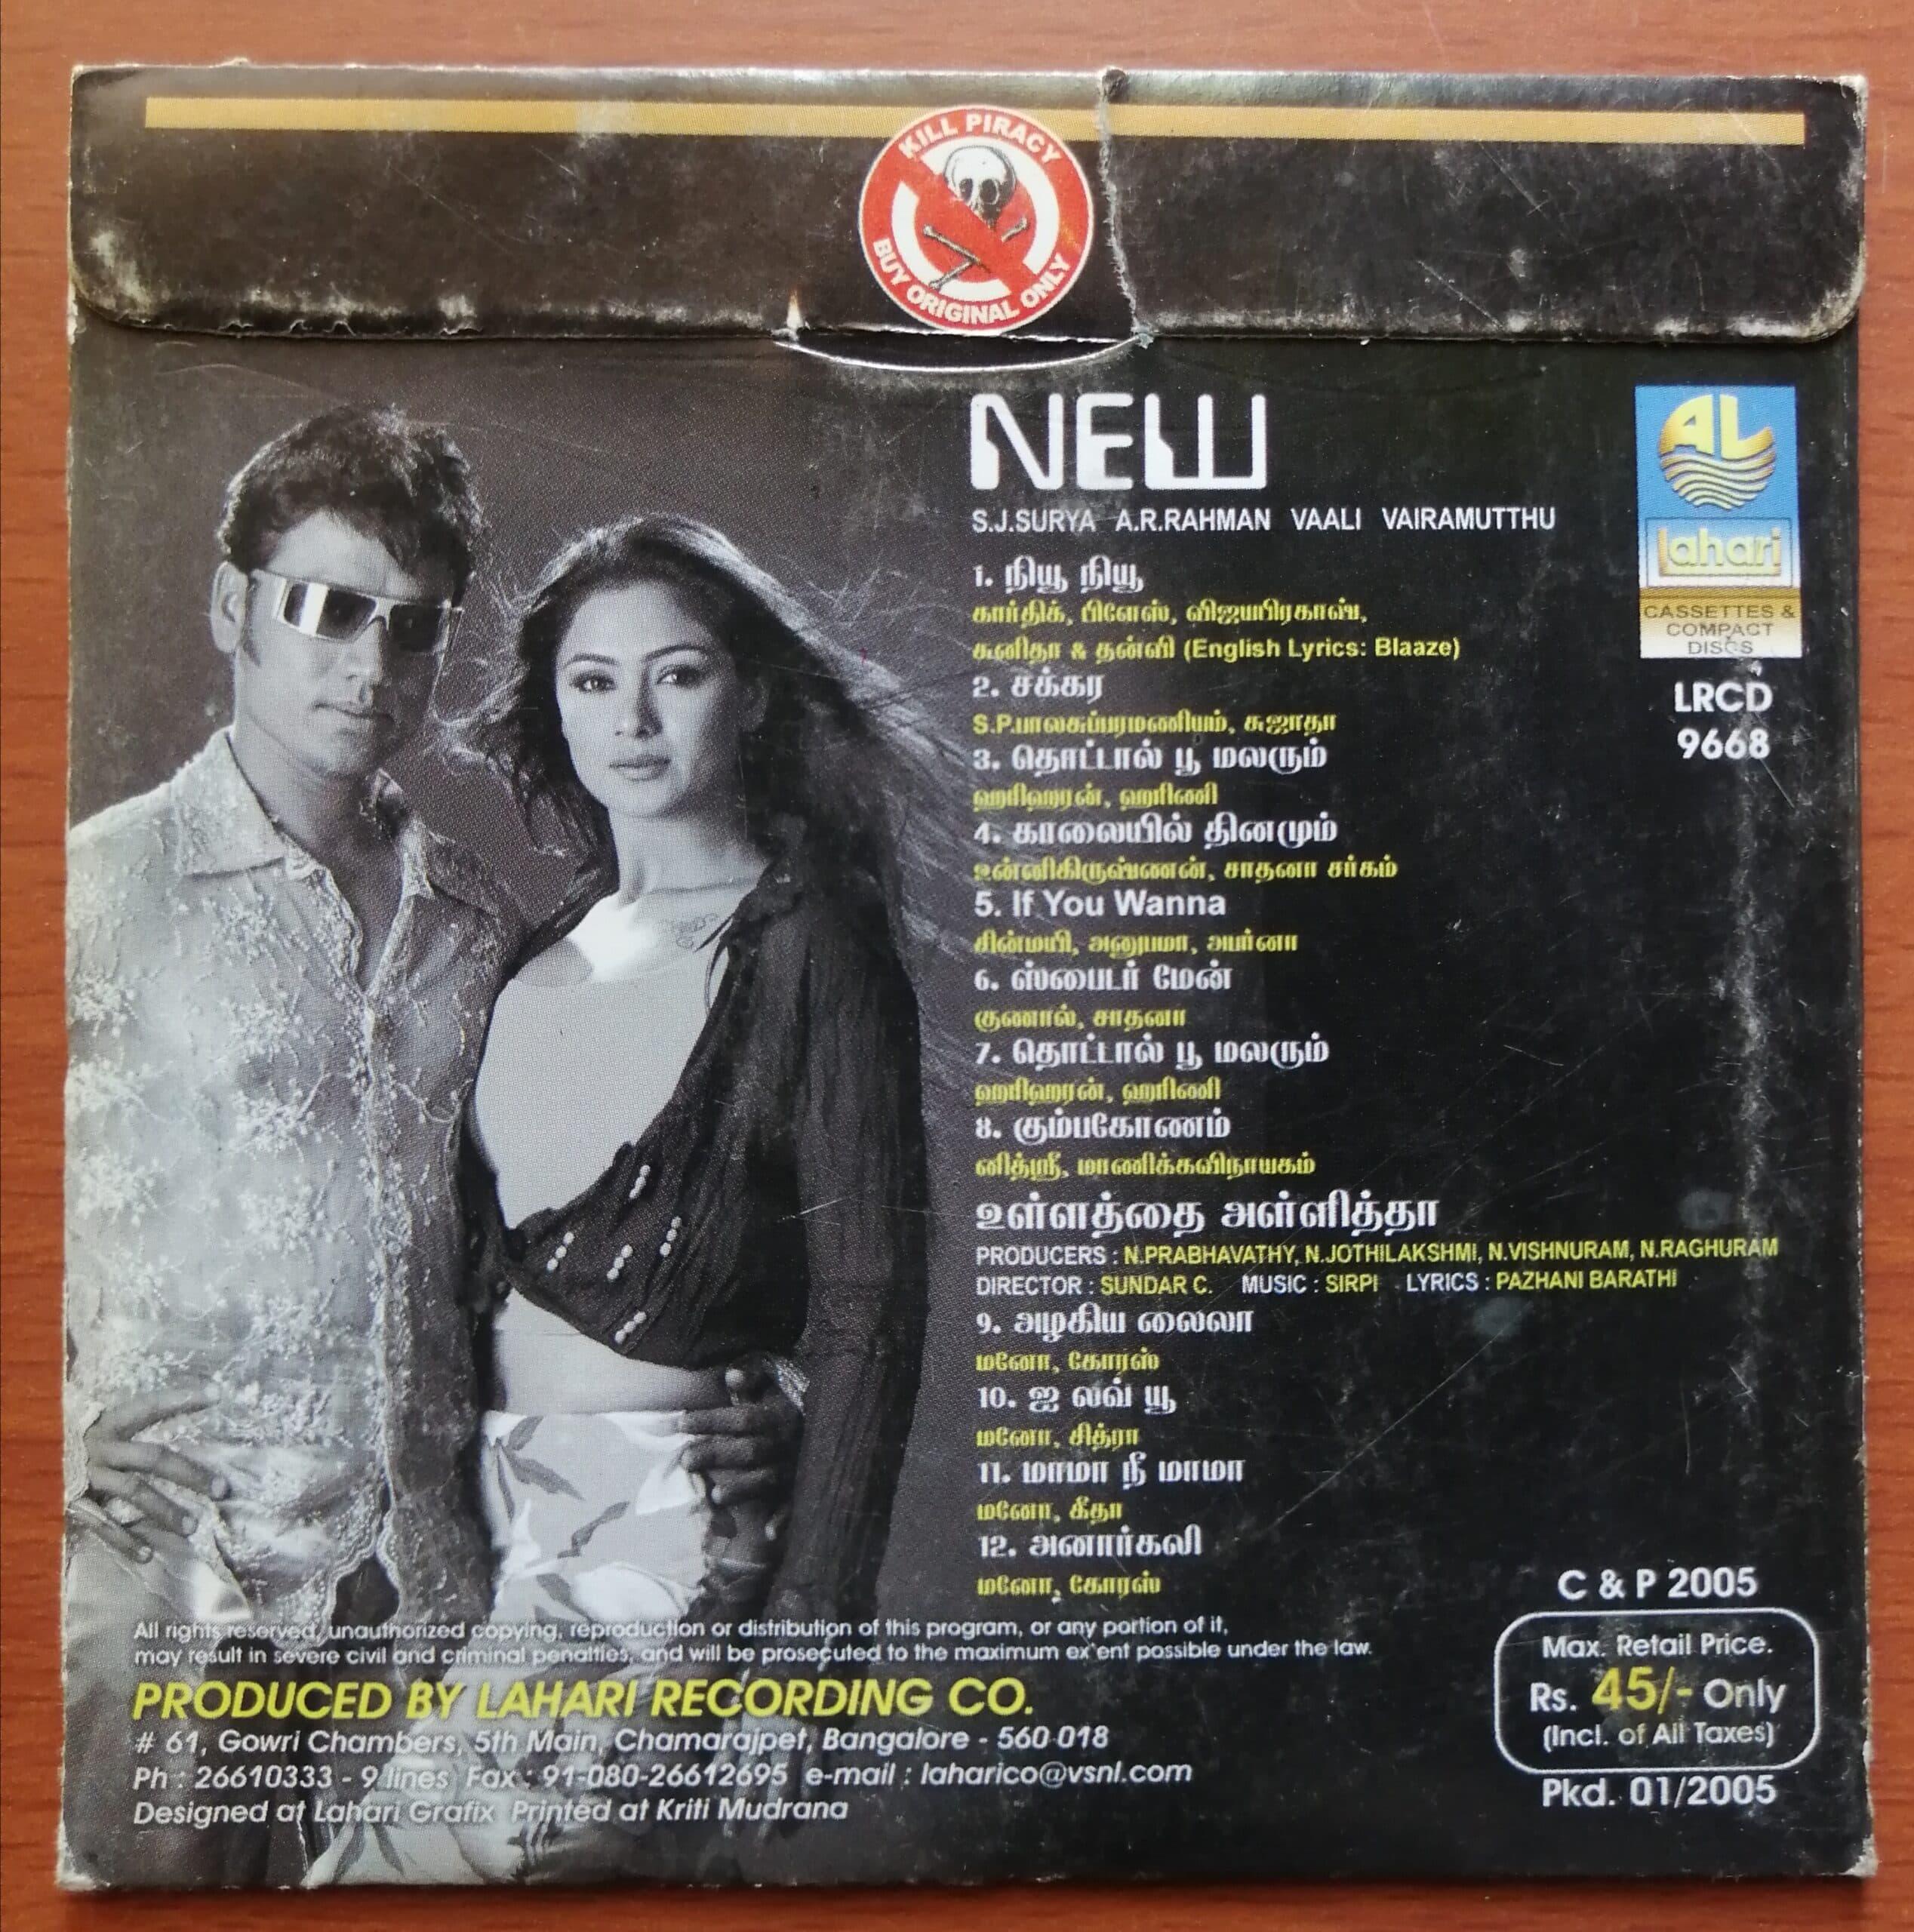 KILL PIRACY
BUY ORIGINAL ONLY
NEW
S.J.SURYA A.R.RAHMAN VAALI VAIRAMUTTHU
1. நியூ நியூ
கார்திக், பிளேஸ், விஜயபிரகாஷ்,
சுனிதா & தன்வி (English Lyrics: Blaaze)
2. சக்கர
S.P.பாலசுப்பரமணியம், சுஜாதா
3. தொட்டால் பூ மலரும்
ஹரிஹரன், ஹரிணி
4. காலையில் தினமும்
உன்னிகிருஷ்ணன், சாதனா சர்கம்
5. If You Wanna
சின்மயி, அனுபமா, அபர்னா
6. ஸ்பைடர் மேன்
குணால், சாதனா
7. தொட்டால் பூ மலரும்
ஹரிஹரன், ஹரிணி
8. கும்பகோணம்
னித்ஸ்ரீ, மாணிக்கவிநாயகம்
உள்ளத்தை அள்ளித்தா
PRODUCERS : N.PRABHAVATHY, N.JOTHILAKSHMI, N.VISHNURAM, N.RAGHURAM
DIRECTOR : SUNDAR C. MUSIC : SIRPI LYRICS : PAZHANI BARATHI
9. அழகிய லைலா
மனோ, கோரஸ்
10. ஐ லவ் யூ
மனோ, சித்ரா
11. மாமா நீ மாமா
மனோ, கீதா
12. அனார்கலி
மனோ, கோரஸ்
AL
lahari
CASSETTES &
COMPACT
DISCS
LRCD
9668
All rights reserved, unauthorized copying, reproduction or distribution of this program, or any portion of it,
may result in severe civil and criminal penalties, and will be prosecuted to the maximum ex'ent possible under the law.
PRODUCED BY LAHARI RECORDING CO.
# 61, Gowri Chambers, 5th Main, Chamarajpet, Bangalore - 560 018
Ph : 26610333 - 9 lines Fax : 91-080-26612695 e-mail : laharico@vsnl.com
Designed at Lahari Grafix Printed at Kriti Mudrana
C & P 2005
Max. Retail Price.
Rs. 45/- Only
(Incl. of All Taxes)
Pkd. 01/2005